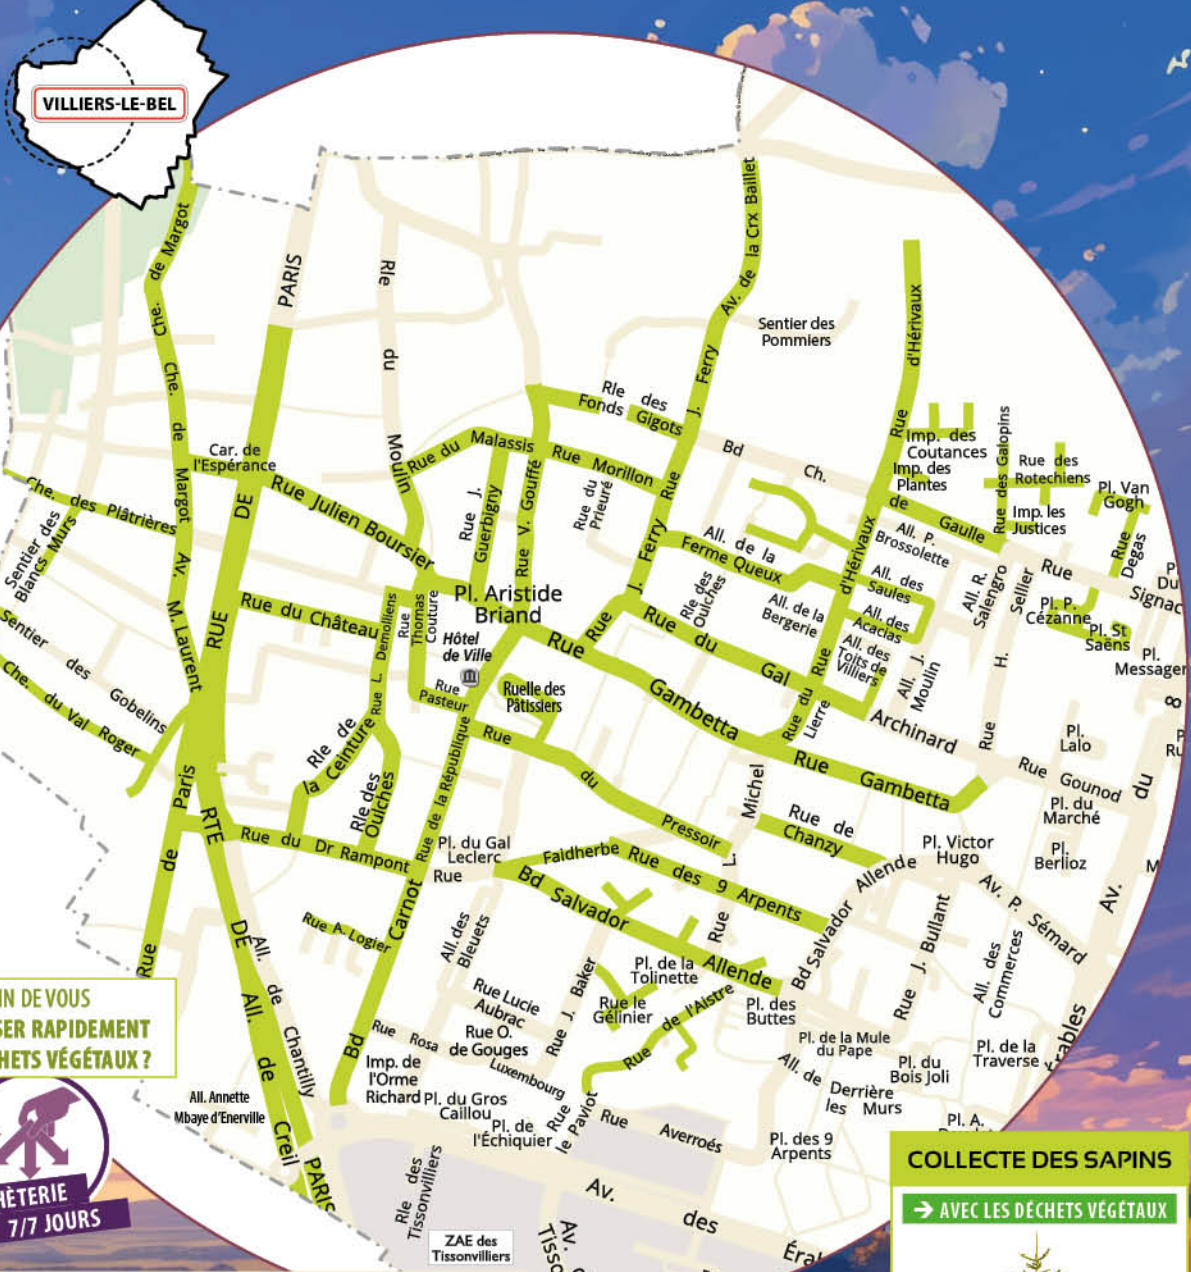 VILLIERS-LE-BEL
Che. de Margot
PARIS
Rle du Moulin
Av. de la Crx Baillet
Sentier des
Pommiers
Rue d'Hérivaux
Che. de Margot
Rle des
Fonds Gigots
Rue J. Ferry
Bd Ch. de Gaulle
Imp. des
Coutances
Imp. des
Plantes
Rue des Galopins
Rue des
Rotechiens
Pl. Van
Gogh
Imp. les
Justices
Rue
Degas
Car. de
l'Espérance
Rue du Malassis
Rue Morillon
Che. des Plâtrières
Sentier des
Blancs Murs
RUE DE
Rue Julien Boursier
Rue J.
Guerbigny
Rue V. Gouffé
Rue du
Prieuré
J. Ferry
All. de la
Ferme Queux
d'Hérivaux
All. P.
Brossolette
All. des
Saules
All. R.
Salengro
Sellier
Rue
Signac
Av. M. Laurent
Rue du Château
Rue L. Demolliens
Rue
Thomas
Couture
Pl. Aristide
Briand
Hôtel
de Ville
Rue
Rle des
Ouïches
All. de la
Bergerie
All. des
Acacias
All. des
Toits de
Villiers
All. J.
Moulin
H.
Rue
Pl. P.
Cézanne
Pl. St
Saëns
Pl.
Messager
Sentier des Gobelins
Che. du Val Roger
Rue
Pasteur
Ruelle des
Pâtissiers
Rue Gambetta
Rue du Gal Archinard
Rue du
Lierre
Pl.
Lalo
Rle de
la Ceinture
Rle des
Ouïches
Rue de la République
Rue du Pressoir
Michel
L.
Rue
Rue Gambetta
Rue Gounod
Pl. du
Marché
8
du
Av.
Rue de Paris
RTE
Rue du Dr Rampont
Pl. du Gal
Leclerc
Rue
Faidherbe
Rue des 9 Arpents
Rue de
Chanzy
Allende
Pl. Victor
Hugo
Pl.
Berlioz
Av. P. Sémard
Bd Salvador
Allende
Bd Salvador
Rue A. Logier
Bd Carnot
All. des
Bleuets
Rue J. Baker
Pl. de la
Tolinette
Rue le
Gélinier
Rue de l'Aistre
Pl. des
Buttes
Rue J. Bullant
All. des
Commerces
Rue Lucie
Aubrac
Rue O.
de Gouges
Rue Rosa Luxembourg
Pl. de la Mule
du Pape
Pl. du
Bois Joli
Pl. de la
Traverse
DE
All. de Chantilly
All. de Creil
PARIS
Imp. de
l'Orme
Richard
Pl. du Gros
Caillou
Pl. de
l'Échiquier
Rue
le Paviot
Rue Averroés
All. de Derrière
les Murs
Pl. A.
Pl. des 9
Arpents
All. Annette
Mbaye d'Enerville
Rle des
Tissonvilliers
ZAE des
Tissonvilliers
Av. des
IN DE VOUS
SER RAPIDEMENT
CHETS VÉGÉTAUX ?
HÈTERIE
7/7 JOURS
COLLECTE DES SAPINS
→ AVEC LES DÉCHETS VÉGÉTAUX